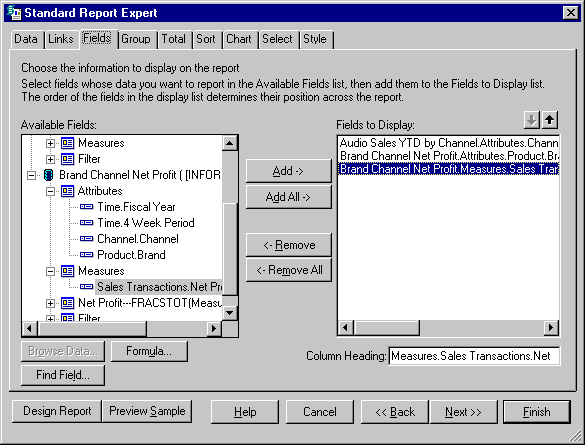 Standard Report Expert
Data Links Fields Group Total Sort Chart Select Style
Choose the information to display on the report
Select fields whose data you want to report in the Available Fields list, then add them to the Fields to Display list.
The order of the fields in the display list determines their position across the report.
Available Fields:
Measures
Filter
Brand Channel Net Profit ( [INFOR
Attributes
Time.Fiscal Year
Time.4 Week Period
Channel.Channel
Product.Brand
Measures
Sales Transactions.Net Pr
Net Profit---FRACSTOT(Measu
Filter
Add ->
Add All ->
<- Remove
<- Remove All
Fields to Display:
Audio Sales YTD by Channel.Attributes.Chann
Brand Channel Net Profit.Attributes.Product.Bra
Brand Channel Net Profit.Measures.Sales Tran
Browse Data...
Formula...
Find Field...
Column Heading: Measures.Sales Transactions.Net
Design Report
Preview Sample
Help
Cancel
<< Back
Next >>
Finish